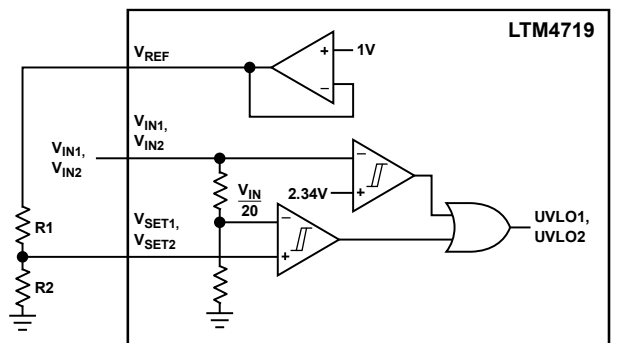 LTM4719
VREF
+
1V
–
VIN1,
VIN2
VIN1,
VIN2
–
2.34V
+
VIN
20
R1
VSET1,
VSET2
–
+
UVLO1,
UVLO2
R2